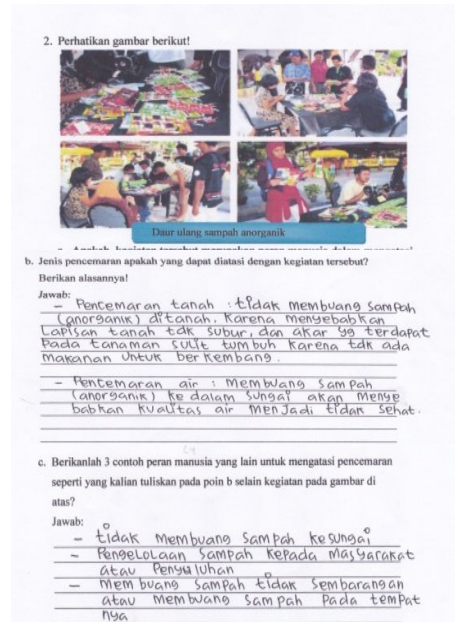 2. Perhatikan gambar berikut!
Daur ulang sampah anorganik
b. Jenis pencemaran apakah yang dapat diatasi dengan kegiatan tersebut?
Berikan alasannya!
Jawab:
- Pencemaran tanah : tidak membuang sampah
(anorganik) ditanah. Karena menyebabkan
Lapisan tanah tdk subur, dan akar yg terdapat
Pada tanaman sulit tumbuh karena tdk ada
makanan untuk berkembang.
- Pencemaran air : membuang sampah
(anorganik) ke dalam sungai akan menye
babkan kualitas air menjadi tidak sehat.
c. Berikanlah 3 contoh peran manusia yang lain untuk mengatasi pencemaran
seperti yang kalian tuliskan pada poin b selain kegiatan pada gambar di
atas?
Jawab:
- tidak membuang sampah kesungai
- Pengelolaan sampah kepada masyarakat
atau Penyuluhan
- membuang sampah tidak sembarangan
atau membuang sampah pada tempat
nya